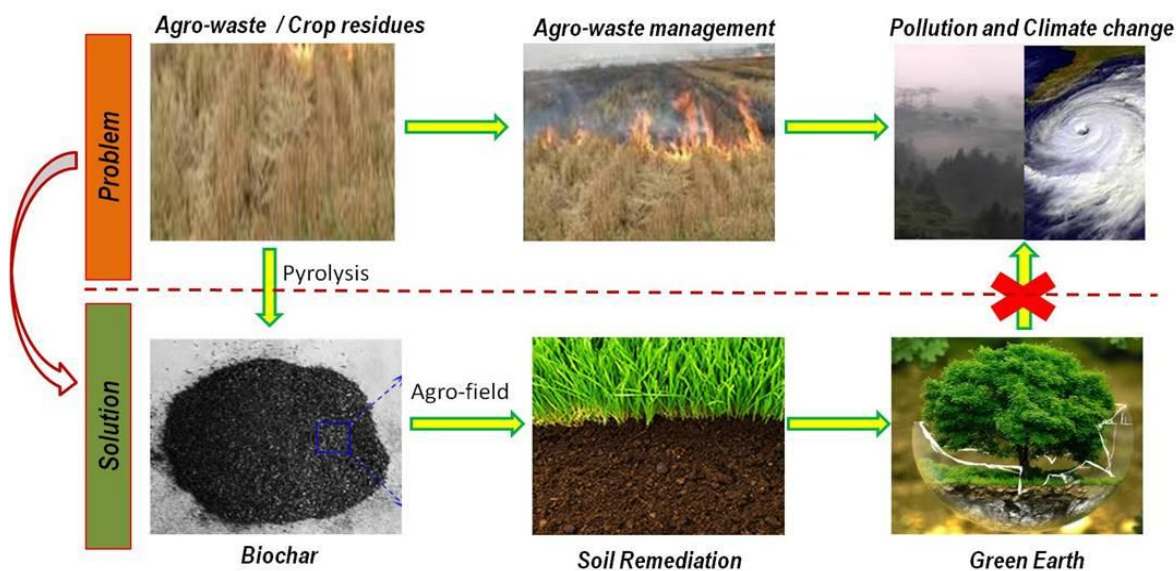 Agro-waste / Crop residues
Agro-waste management
Pollution and Climate change
Problem
Pyrolysis
Solution
Agro-field
Biochar
Soil Remediation
Green Earth